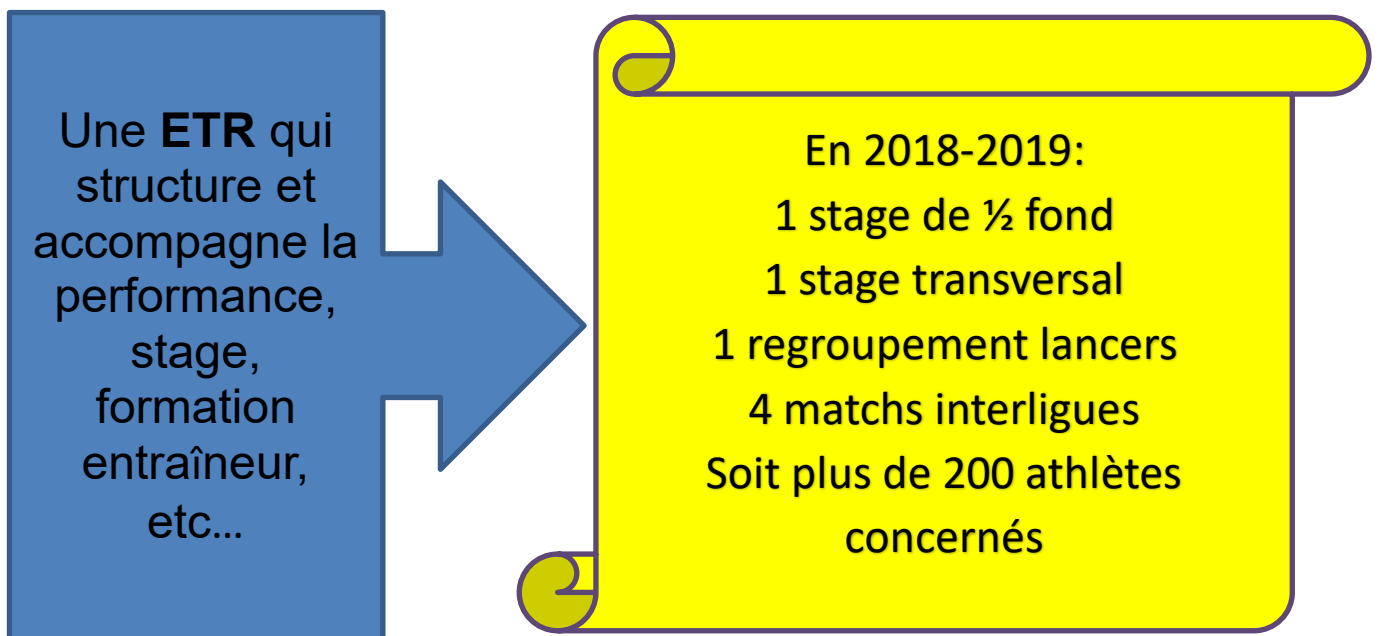 Une ETR qui
structure et
accompagne la
performance,
stage,
formation
entraîneur,
etc...
En 2018-2019:
1 stage de ½ fond
1 stage transversal
1 regroupement lancers
4 matchs interligues
Soit plus de 200 athlètes
concernés